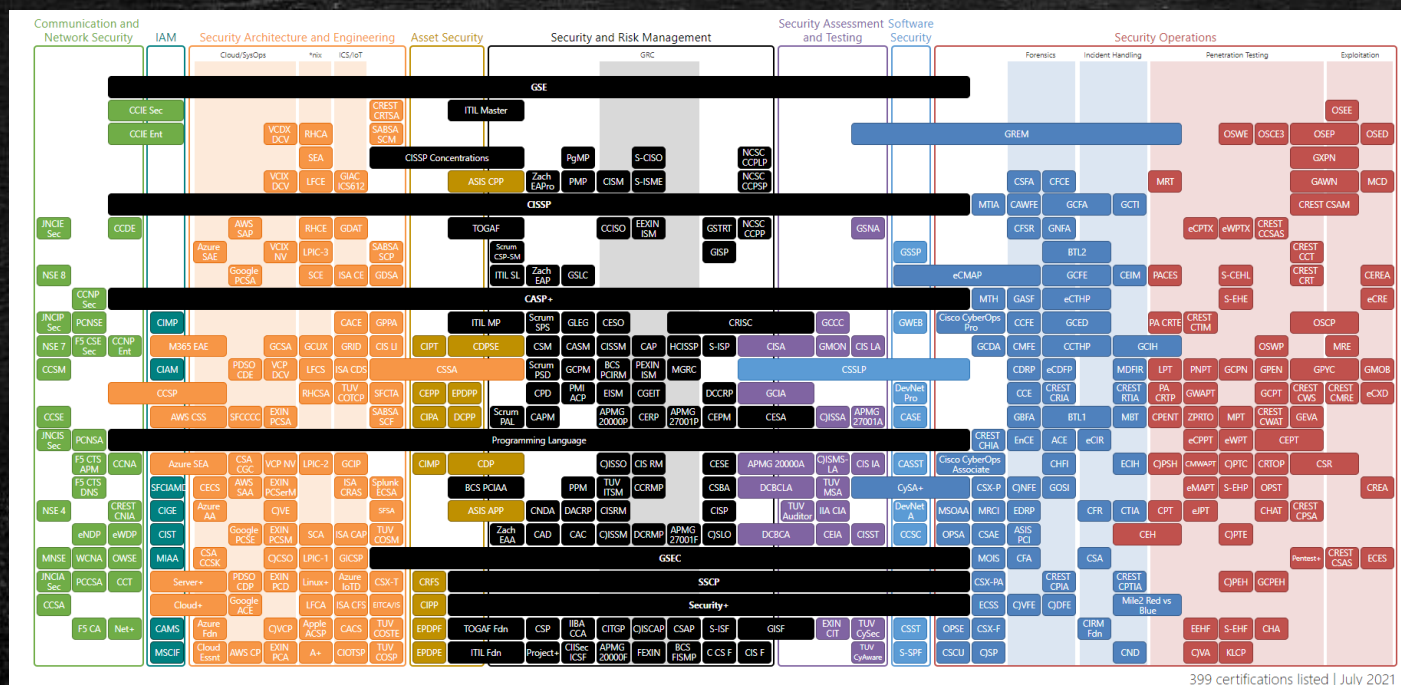 Communication and Network Security IAM Security Architecture and Engineering Asset Security Security and Risk Management Security Assessment and Testing Software Security Security Operations
Cloud/SysOps *nix ICS/IoT GRC Forensics Incident Handling Penetration Testing Exploitation
GSE
CCIE Sec CREST CRTSA ITIL Master OSEE
CCIE Ent VCDX DCV RHCA SABSA SCM GREM OSWE OSCE3 OSEP OSED
SEA CISSP Concentrations PgMP S-CISO NCSC CCPLP GXPN
VCDX DCV LFCE GIAC ICS612 ASIS CPP Zach EAPro PMP CISM S-ISME NCSC CCPSP CSFA CFCE MRT GAWN MCD
CISSP MTIA CAWFE GCFA GCTI CREST CSAM
JNCIE Sec CCDE AWS SAP RHCE GDAT TOGAF CCISO EEXIN ISM GSTRT NCSC CCPP GSNA CFSR GNFA eCPTX eWPTX CREST CCSAS
Azure SAE VCIX NV LPIC-3 SABSA SCP Scrum CSP-SM GISP GSSP BTL2 CREST CCT
NSE 8 Google PCSA SCE ISA CE GDSA ITIL SL Zach EAP GSLC eCMAP GCFE CEIM PACES S-CEHL CREST CRT CEREA
CCNP Sec CASP+ MTH GASF eCTHP S-EHE eCRE
JNCIP Sec PCNSE CIMP CACE GPPA ITIL MP Scrum SPS GLEG CESO CRISC GCCC GWEB Cisco CyberOps Pro CCFE GCED PA CRTE CREST CTIM OSCP
NSE 7 F5 CSE Sec CCNP Ent M365 EAE GCSA GCUX GRID CIS LI CIPT CDPSE CSM CASM CISSM CAP HCISSP S-ISP CISA GMON CIS LA GCDA CMFE CCTHP GCIH OSWP MRE
CCSM CIAM PDSO CDE VCP DCV LFCS ISA CDS CSSA Scrum PSD GCPM BCS PCIRM PEXIN ISM MGRC CSSLP CDRP eCDFP MDFIR LPT PNPT GCPN GPEN GPYC GMOB
CCSP RHCSA TUV COTCP SFCTA CEPP EPDPP CPD PMI ACP EISM CGEIT DCCRP GCIA DevNet Pro CCE CREST CRIA CREST RTIA PA CRTP GWAPT GCPT CREST CWS CREST CMRE eCXD
CCSE AWS CSS SFCCCC EXIN PCSA SABSA SCF CIPA DCPP Scrum PAL CAPM APMG 20000P CERP APMG 27001P CEPM CESA CJISSA APMG 27001A CASE GBFA BTL1 MBT CPENT ZPRTO MPT CREST CWAT GEVA
JNCIS Sec PCNSA Programming Language CREST CHIA EnCE ACE eCIR eCPPT eWPT CEPT
F5 CTS APM CCNA Azure SEA CSA CGC VCP NV LPIC-2 GCIP CIMP CDP CJISSO CIS RM CESE APMG 20000A CJISMS-LA CIS IA CASST Cisco CyberOps Associate CHFI ECIH CJPSH CMWAPT CJPTC CRTOP CSR
F5 CTS DNS SFCIAMD CECS AWS SAA EXIN PCSerM ISA CRAS Splunk ECSA BCS PCIAA PPM TUV ITSM CCRMP CSBA DCBCLA TUV MSA CySA+ CSX-P CJNFE GOSI eMAPT S-EHP OPST CREA
NSE 4 CREST CNIA CIGE Azure AA CJVE SFSA ASIS APP CNDA DACRP CISRM CISP TUV Auditor IIA CIA DevNet A MSOAA MRCI EDRP CFR CTIA CPT eJPT CHAT CREST CPSA
eNDP eWDP CIST Google PCSE EXIN PCSM SCA ISA CAP TUV COSM Zach EAA CAD CAC CJISSM DCRMP APMG 27001F CJSLO DCBCA CEIA CISST CCSC OPSA CSAE ASIS PCI CEH CJPTE
MNSE WCNA OWSE MIAA CSA CCSK CJCSO LPIC-1 GICSP GSEC MOIS CFA CSA Pentest+ CREST CSAS ECES
JNCIA Sec PCCSA CCT Server+ PDSO CDP EXIN PCD Linux+ Azure IoTD CSX-T CRFS SSCP CSX-PA CREST CPIA CREST CPTIA CJPEH GCPEH
CCSA Cloud+ Google ACE LFCA ISA CFS EITCA/IS CIPP Security+ ECSS CJVFE CJDFE Mile2 Red vs Blue
F5 CA Net+ CAMS Azure Fdn CJVCP Apple ACSP CACS TUV COSTE EPDPF TOGAF Fdn CSP IIBA CCA CITGP CJISCAP CSAP S-ISF GISF EXIN CIT TUV CySec CSST OPSE CSX-F CIRM Fdn EEHF S-EHF CHA
MSCIF Cloud Essnt AWS CP EXIN PCA A+ CIOTSP TUV COSP EPDPE ITIL Fdn Project+ CIISec ICSF APMG 20000F FEXIN BCS FISMP C CS F CIS F TUV CyAware S-SPF CSCU CJSP CND CJVA KLCP
399 certifications listed | July 2021